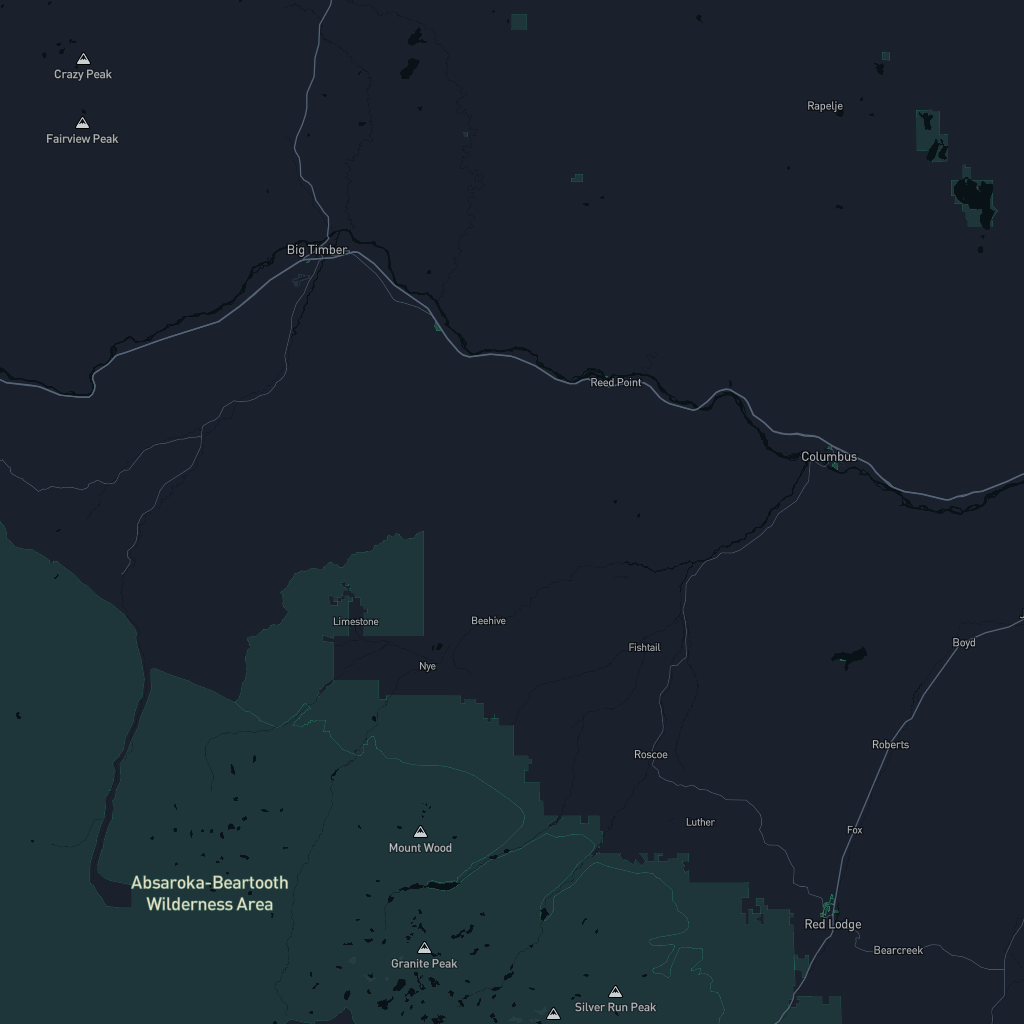 Crazy Peak
Rapelje
Fairview Peak
Big Timber
Reed Point
Columbus
Limestone
Beehive
Boyd
Fishtail
Nye
Roberts
Roscoe
Luther
Fox
Mount Wood
Absaroka-Beartooth
Wilderness Area
Red Lodge
Bearcreek
Granite Peak
Silver Run Peak